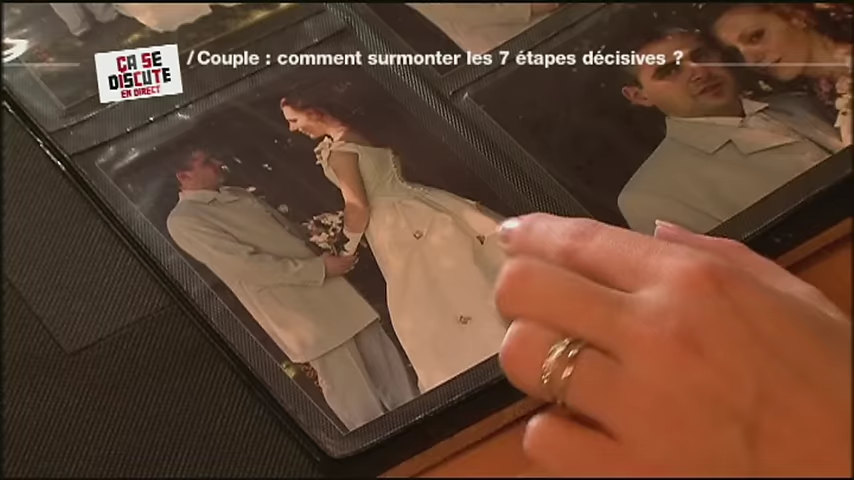 ÇA SE
DISCUTE
EN DIRECT
/Couple : comment surmonter les 7 étapes décisives ?